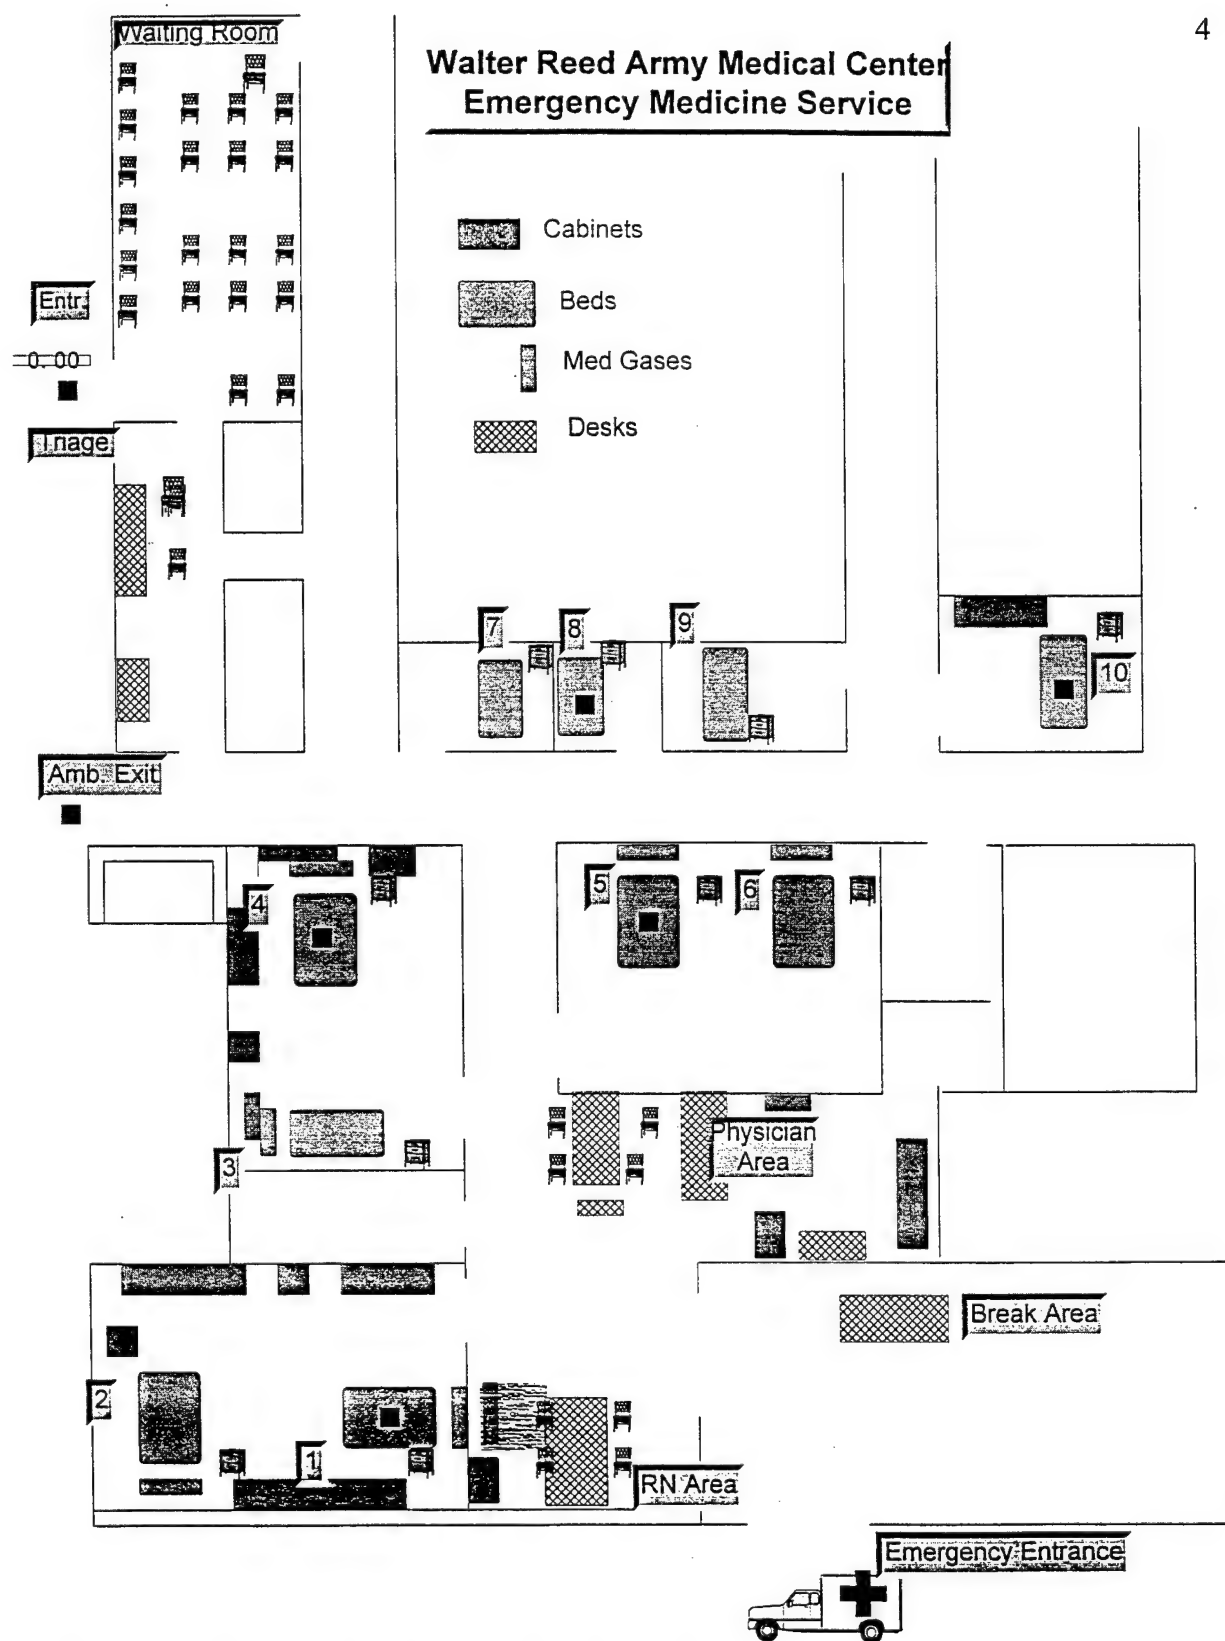 4
Waiting Room
Walter Reed Army Medical Center
Emergency Medicine Service
Cabinets
Entr.
Beds
0.00
Med Gases
Desks
Triage
7
8
9
10
Amb. Exit
4
5
6
Physician
Area
3
Break Area
2
1
RN Area
Emergency Entrance